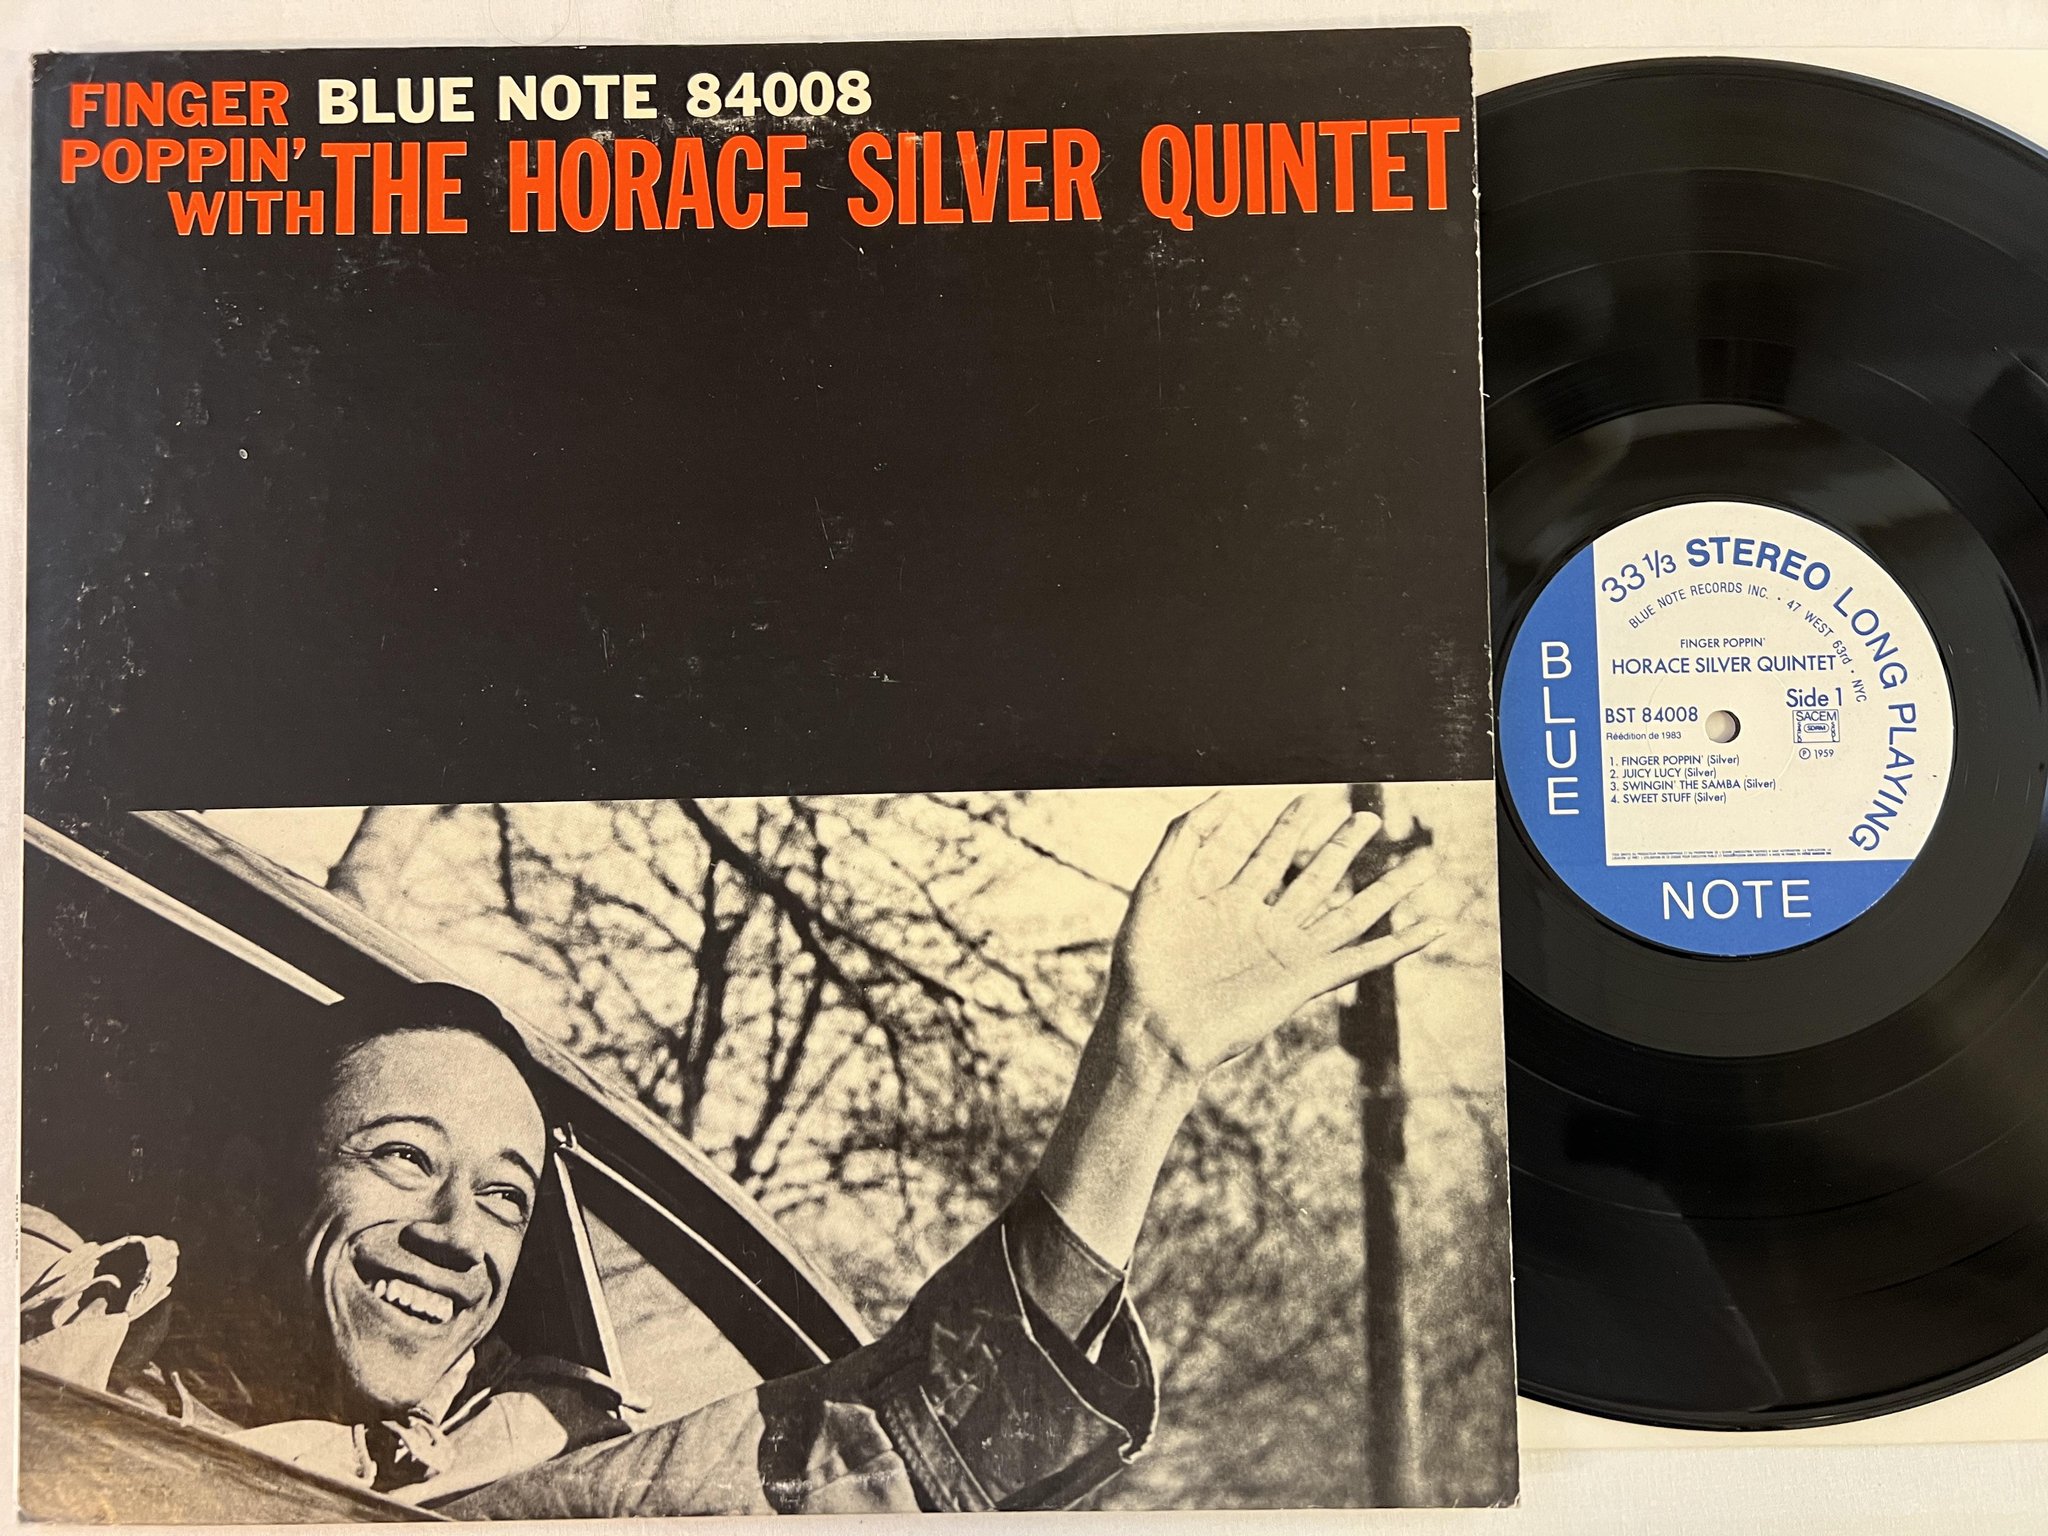 FINGER
POPPIN'
WITH
BLUE NOTE 84008
THE HORACE SILVER QUINTET
33 1/3 STEREO LONG PLAYING
BLUE NOTE RECORDS INC. • 47 WEST 63rd • NYC
FINGER POPPIN'
HORACE SILVER QUINTET
Side 1
BST 84008
SACEM
SDRM
Réédition de 1983
℗ 1959
1. FINGER POPPIN' (Silver)
2. JUICY LUCY (Silver)
3. SWINGIN' THE SAMBA (Silver)
4. SWEET STUFF (Silver)
BLUE
NOTE